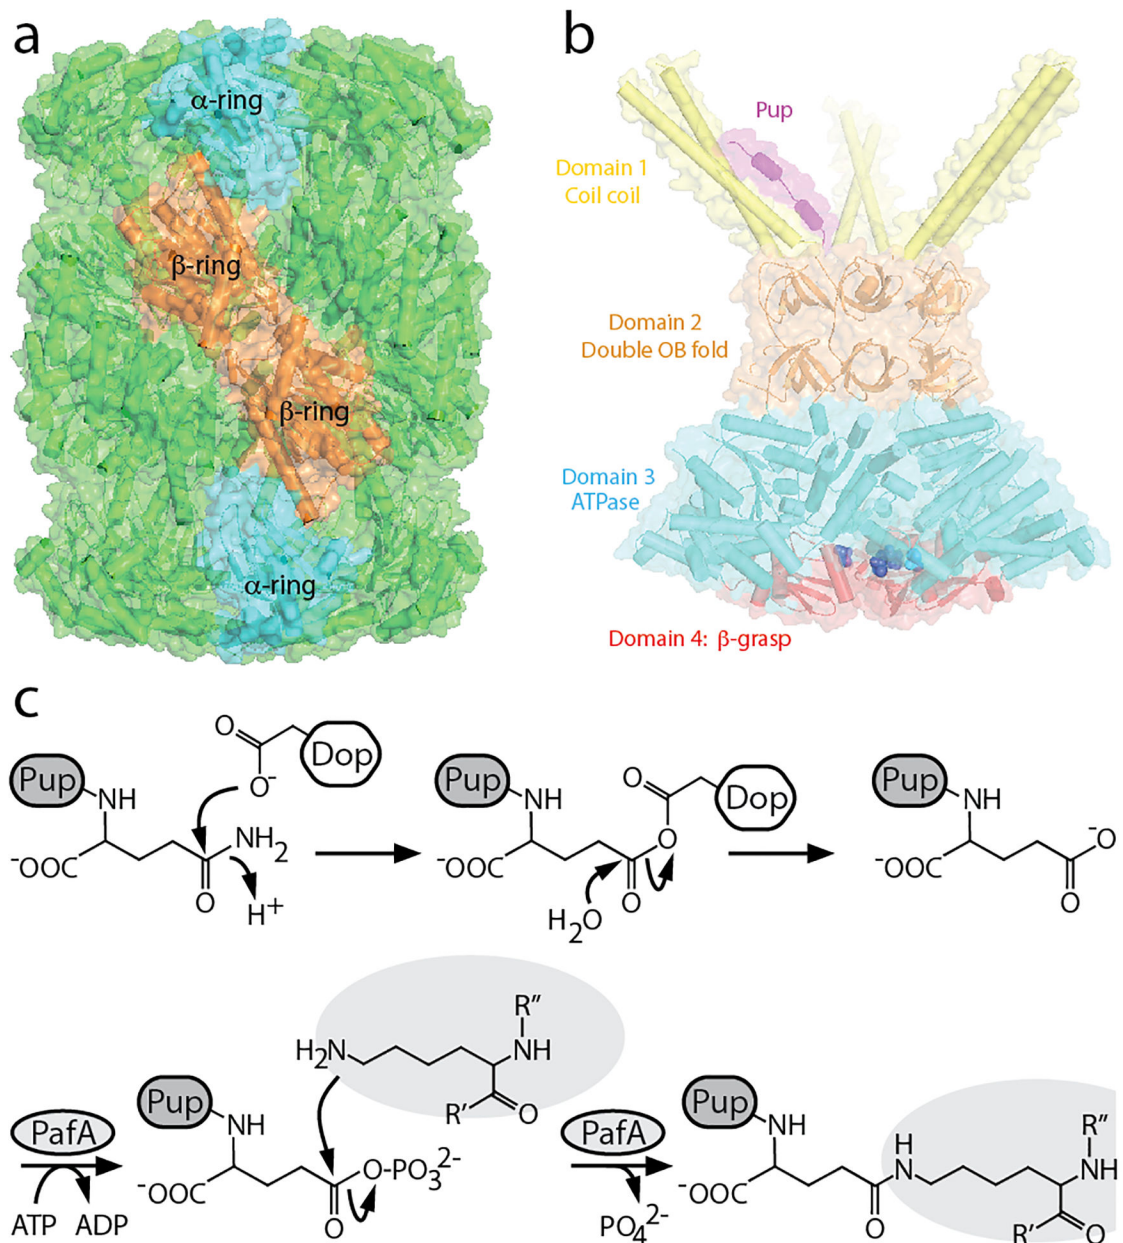 a
α-ring
β-ring
β-ring
α-ring
b
Pup
Domain 1
Coil coil
Domain 2
Double OB fold
Domain 3
ATPase
Domain 4: β-grasp
c
Pup
NH
⁻OOC
O
NH₂
H⁺
O
O⁻
Dop
Pup
NH
⁻OOC
O
O
O
Dop
H₂O
Pup
NH
⁻OOC
⁻O
O
PafA
ATP ADP
Pup
NH
⁻OOC
O
O-PO₃²⁻
H₂N
R″
NH
R′
O
PafA
PO₄²⁻
Pup
NH
⁻OOC
O
H
N
R″
NH
R′
O